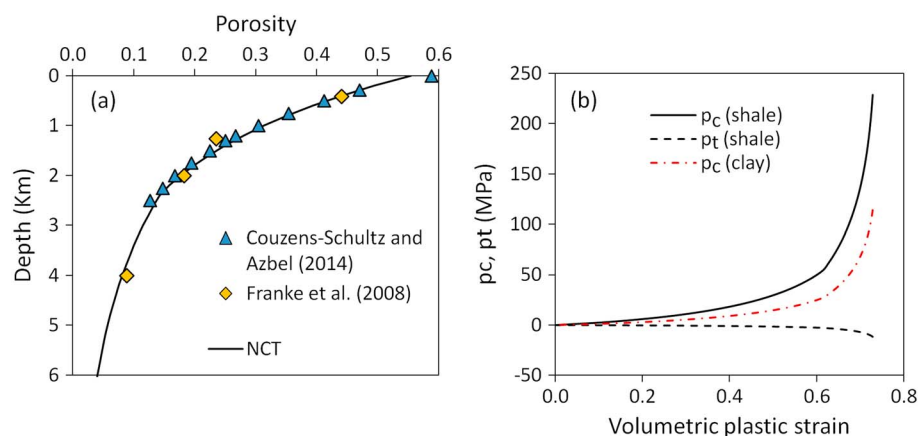 Porosity
0.0 0.1 0.2 0.3 0.4 0.5 0.6
0
1
2
3
4
5
6
Depth (Km)
(a)
Couzens-Schultz and
Azbel (2014)
Franke et al. (2008)
NCT
250
200
150
100
50
0
-50
pc, pt (MPa)
(b)
pc (shale)
pt (shale)
pc (clay)
0.0 0.2 0.4 0.6 0.8
Volumetric plastic strain